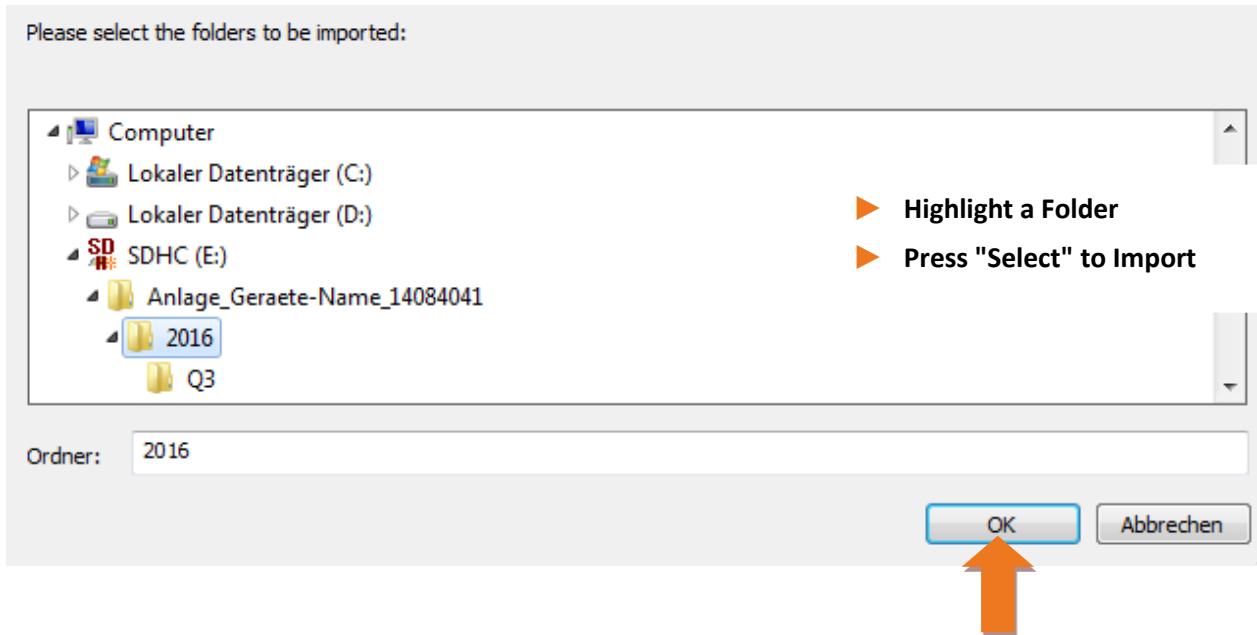 Please select the folders to be imported:
Computer
Lokaler Datenträger (C:)
Lokaler Datenträger (D:)
SDHC (E:)
Anlage_Geraete-Name_14084041
2016
Q3
Highlight a Folder
Press "Select" to Import
Ordner: 2016
OK Abbrechen